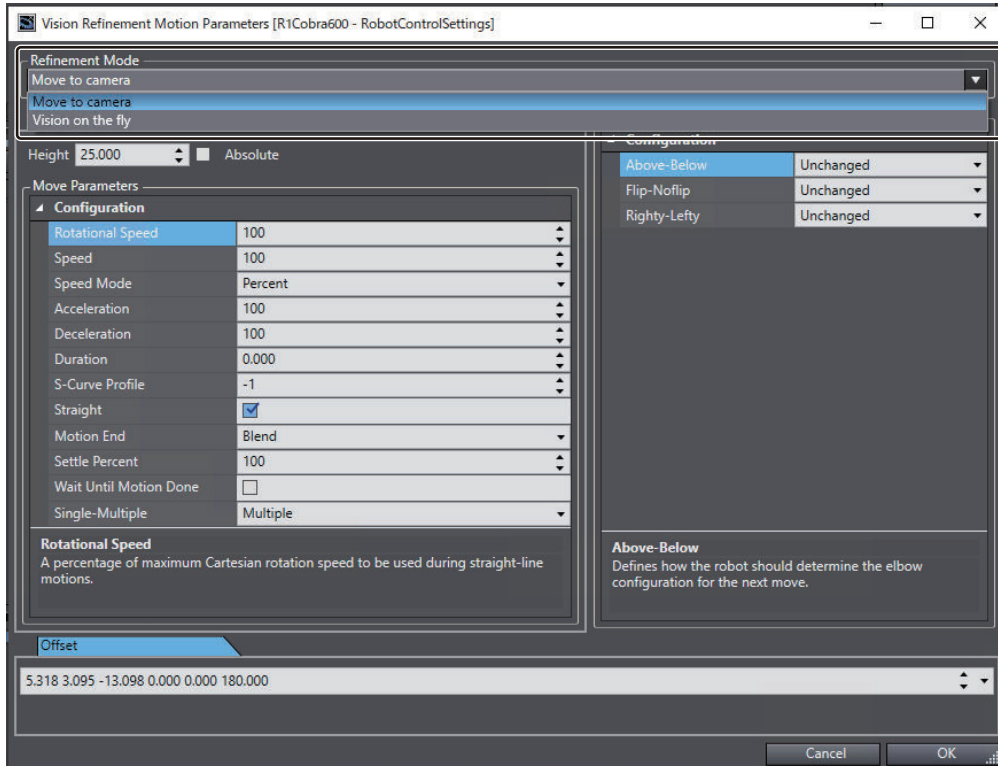 Vision Refinement Motion Parameters [R1Cobra600 - RobotControlSettings]
Refinement Mode
Move to camera
Move to camera
Vision on the fly
Height 25.000 Absolute
Move Parameters
Configuration
Rotational Speed 100
Speed 100
Speed Mode Percent
Acceleration 100
Deceleration 100
Duration 0.000
S-Curve Profile -1
Straight
Motion End Blend
Settle Percent 100
Wait Until Motion Done
Single-Multiple Multiple
Rotational Speed
A percentage of maximum Cartesian rotation speed to be used during straight-line
motions.
Configuration
Above-Below Unchanged
Flip-Noflip Unchanged
Righty-Lefty Unchanged
Above-Below
Defines how the robot should determine the elbow
configuration for the next move.
Offset
5.318 3.095 -13.098 0.000 0.000 180.000
Cancel OK